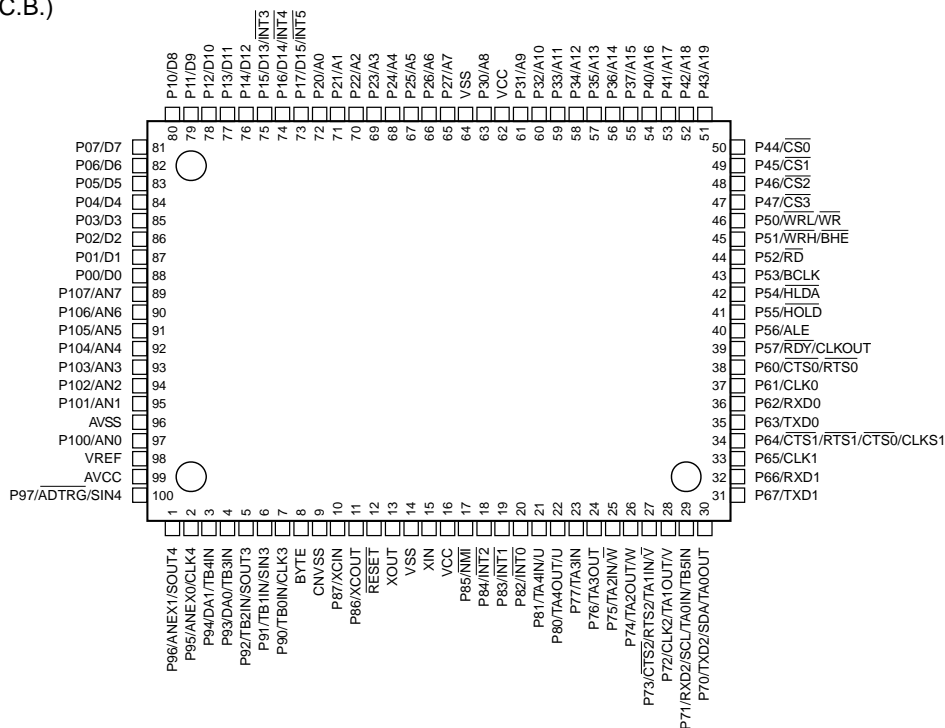 C.B.)
P10/D8
P11/D9
P12/D10
P13/D11
P14/D12
P15/D13/INT3
P16/D14/INT4
P17/D15/INT5
P20/A0
P21/A1
P22/A2
P23/A3
P24/A4
P25/A5
P26/A6
P27/A7
VSS
P30/A8
VCC
P31/A9
P32/A10
P33/A11
P34/A12
P35/A13
P36/A14
P37/A15
P40/A16
P41/A17
P42/A18
P43/A19
80 79 78 77 76 75 74 73 72 71 70 69 68 67 66 65 64 63 62 61 60 59 58 57 56 55 54 53 52 51
P07/D7 81
P06/D6 82
P05/D5 83
P04/D4 84
P03/D3 85
P02/D2 86
P01/D1 87
P00/D0 88
P107/AN7 89
P106/AN6 90
P105/AN5 91
P104/AN4 92
P103/AN3 93
P102/AN2 94
P101/AN1 95
AVSS 96
P100/AN0 97
VREF 98
AVCC 99
P97/ADTRG/SIN4 100
50 P44/CS0
49 P45/CS1
48 P46/CS2
47 P47/CS3
46 P50/WRL/WR
45 P51/WRH/BHE
44 P52/RD
43 P53/BCLK
42 P54/HLDA
41 P55/HOLD
40 P56/ALE
39 P57/RDY/CLKOUT
38 P60/CTS0/RTS0
37 P61/CLK0
36 P62/RXD0
35 P63/TXD0
34 P64/CTS1/RTS1/CTS0/CLKS1
33 P65/CLK1
32 P66/RXD1
31 P67/TXD1
1 2 3 4 5 6 7 8 9 10 11 12 13 14 15 16 17 18 19 20 21 22 23 24 25 26 27 28 29 30
P96/ANEX1/SOUT4
P95/ANEX0/CLK4
P94/DA1/TB4IN
P93/DA0/TB3IN
P92/TB2IN/SOUT3
P91/TB1IN/SIN3
P90/TB0IN/CLK3
BYTE
CNVSS
P87/XCIN
P86/XCOUT
RESET
XOUT
VSS
XIN
VCC
P85/NMI
P84/INT2
P83/INT1
P82/INT0
P81/TA4IN/U
P80/TA4OUT/U
P77/TA3IN
P76/TA3OUT
P75/TA2IN/W
P74/TA2OUT/W
P73/CTS2/RTS2/TA1IN/V
P72/CLK2/TA1OUT/V
P71/RXD2/SCL/TA0IN/TB5IN
P70/TXD2/SDA/TA0OUT